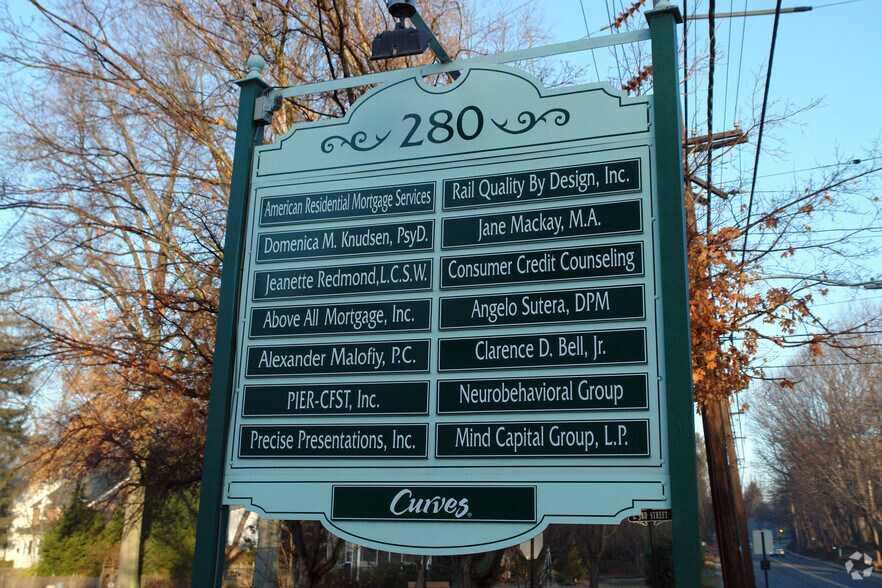 280
American Residential Mortgage Services
Domenica M. Knudsen, PsyD.
Jeanette Redmond,L.C.S.W.
Above All Mortgage, Inc.
Alexander Malofiy, P.C.
PIER-CFST, Inc.
Precise Presentations, Inc.
Rail Quality By Design, Inc.
Jane Mackay, M.A.
Consumer Credit Counseling
Angelo Sutera, DPM
Clarence D. Bell, Jr.
Neurobehavioral Group
Mind Capital Group, L.P.
Curves®
RD STREET